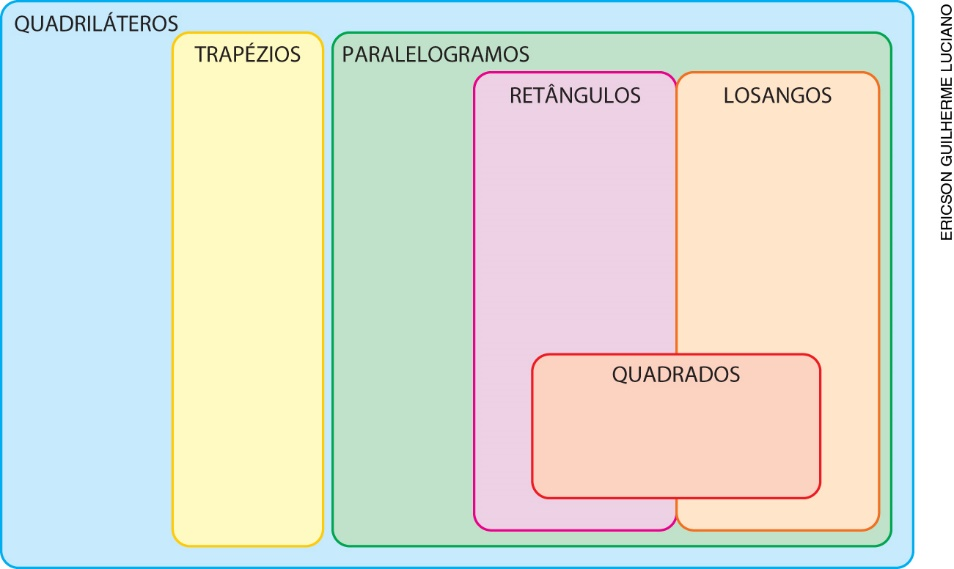 QUADRILÁTEROS
TRAPÉZIOS
PARALELOGRAMOS
RETÂNGULOS
LOSANGOS
QUADRADOS
ERICSON GUILHERME LUCIANO